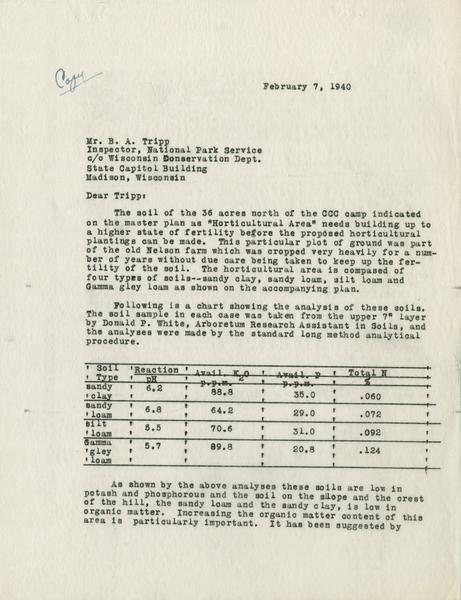 Copy
February 7, 1940
Mr. B. A. Tripp
Inspector, National Park Service
c/o Wisconsin Donservation Dept.
State Capitol Building
Madison, Wisconsin
Dear Tripp:
The soil of the 36 acres north of the CCC camp indicated
on the master plan as "Horticultural Area" needs building up to
a higher state of fertility before the proposed horticultural
plantings can be made. This particular plot of ground was part
of the old Nelson farm which was cropped very heavily for a num-
ber of years without due care being taken to keep up the fer-
tility of the soil. The horticultural area is compased of
four types of soils--sandy clay, sandy loam, silt loam and
Gamma gley loam as shown on the accompanying plan.
Following is a chart showing the analysis of these soils.
The soil sample in each case was taken from the upper 7" layer
by Donald P. White, Arboretum Research Assistant in Soils, and
the analyses were made by the standard long method analytical
procedure.
Soil Type Reaction pH Avail. K2O p.p.m. Avail. P p.p.m. Total N %
sandy clay 6.2 88.8 35.0 .060
sandy loam 6.8 64.2 29.0 .072
silt loam 5.5 70.6 31.0 .092
Gamma gley loam 5.7 89.8 20.8 .124
As shown by the above analyses these soils are low in
potash and phosphorous and the soil on the slope and the crest
of the hill, the sandy loam and the sandy clay, is low in
organic matter. Increasing the organic matter content of this
area is particularly important. It has been suggested by